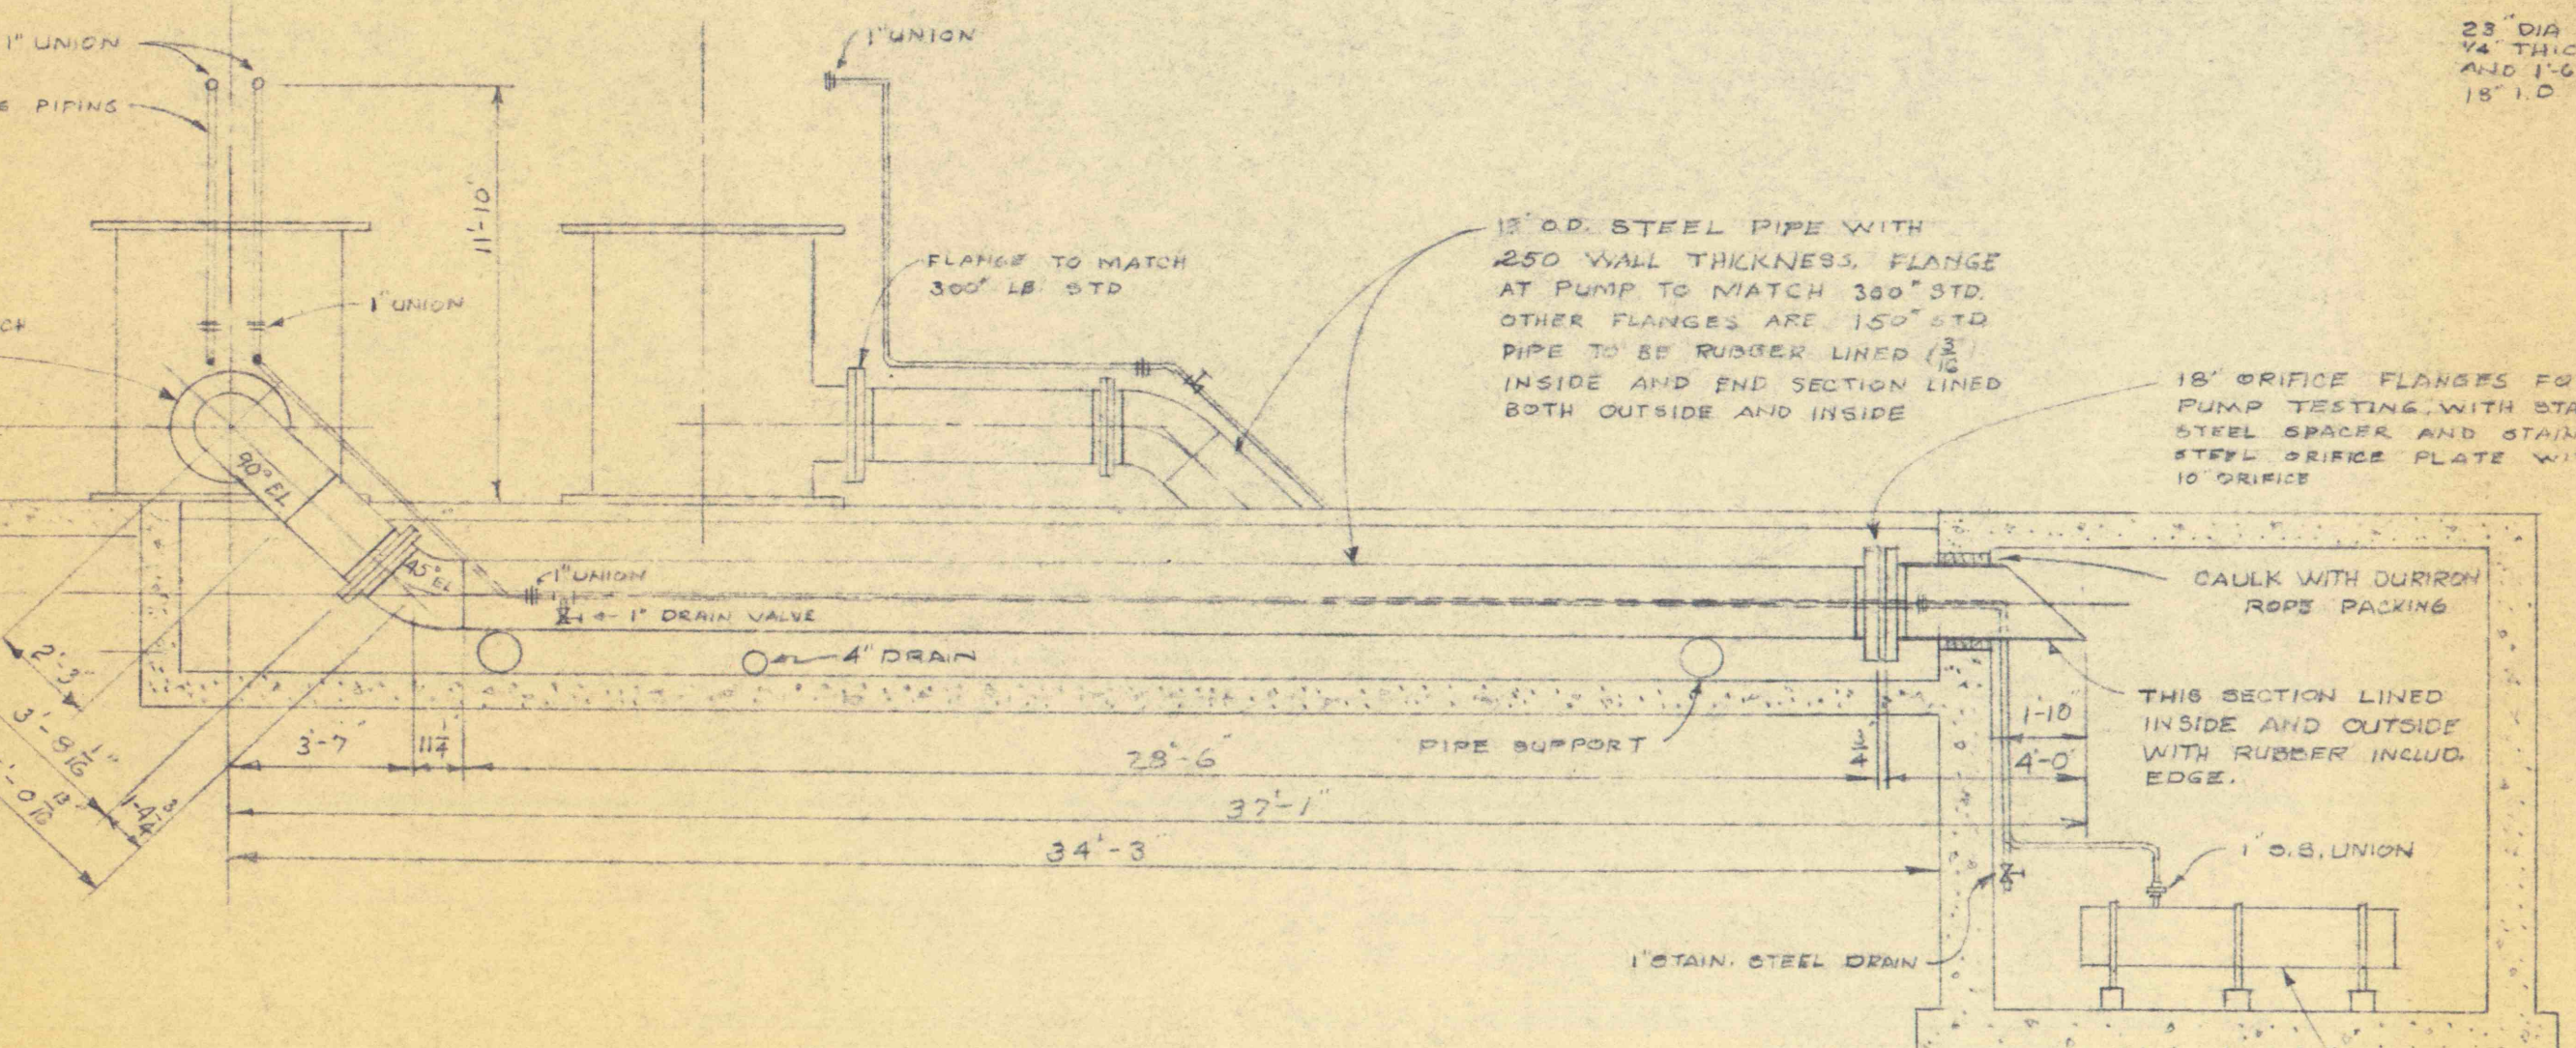 1" UNION
PIPING
1" UNION
11'-10"
1" UNION
FLANGE TO MATCH
300# LB. STD
O.D. STEEL PIPE WITH
.250 WALL THICKNESS. FLANGE
AT PUMP TO MATCH 300# STD.
OTHER FLANGES ARE 150# STD
PIPE TO BE RUBBER LINED (3/16)
INSIDE AND END SECTION LINED
BOTH OUTSIDE AND INSIDE
23" DIA
1/4" THIC
AND 1'-6
18" I.D
18" ORIFICE FLANGES FO
PUMP TESTING. WITH STA
STEEL SPACER AND STAIN
STEEL ORIFICE PLATE WI
10" ORIFICE
90° EL
45° EL
1" UNION
1" DRAIN VALVE
4" DRAIN
CAULK WITH DURIRON
ROPE PACKING
THIS SECTION LINED
INSIDE AND OUTSIDE
WITH RUBBER INCLUD.
EDGE.
PIPE SUPPORT
2'-3"
3'-8 1/16"
1'-4 3/4
3'-7"
11 1/4
28'-6"
1'-10
4'-0"
37'-1"
34'-3"
1" S.S. UNION
1" STAIN. STEEL DRAIN